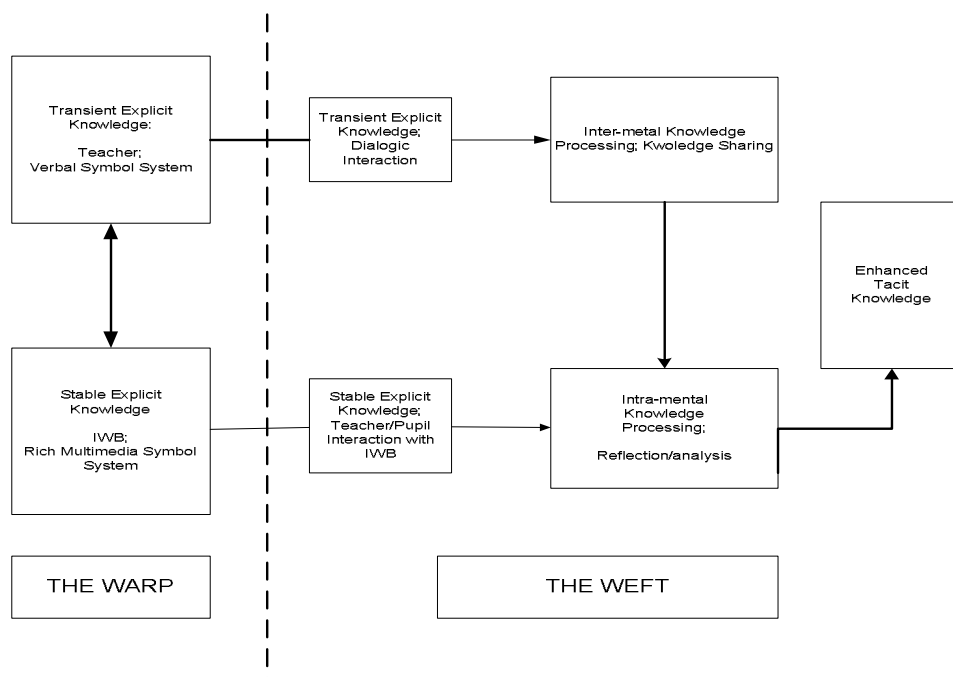 Transient Explicit
Knowledge:
Teacher;
Verbal Symbol System
Transient Explicit
Knowledge;
Dialogic
Interaction
Inter-metal Knowledge
Processing; Kwoledge Sharing
Enhanced
Tacit
Knowledge
Stable Explicit
Knowledge
IWB;
Rich Multimedia Symbol
System
Stable Explicit
Knowledge;
Teacher/Pupil
Interaction with
IWB
Intra-mental
Knowledge
Processing;
Reflection/analysis
THE WARP
THE WEFT